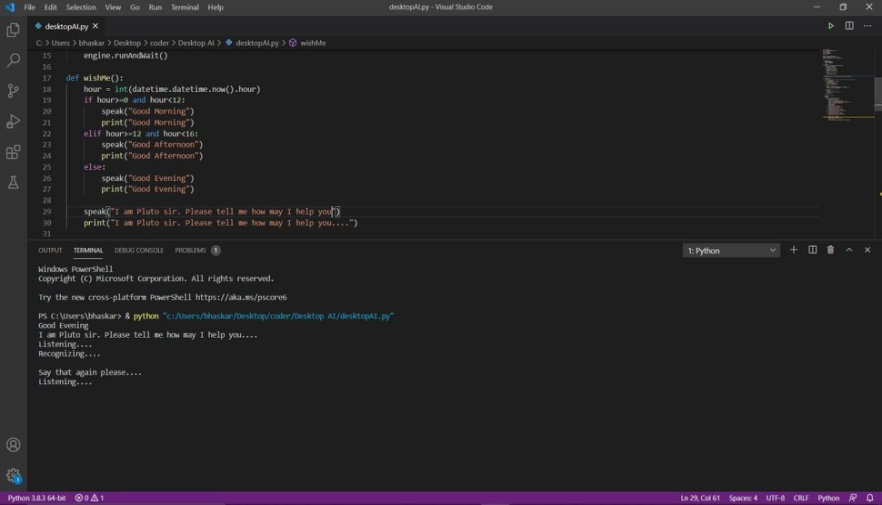 File Edit Selection View Go Run Terminal Help
desktopAI.py - Visual Studio Code
desktopAI.py
C: > Users > bhaskar > Desktop > coder > Desktop AI > desktopAI.py > wishMe
15 engine.runAndWait()
16
17 def wishMe():
18 hour = int(datetime.datetime.now().hour)
19 if hour>=0 and hour<12:
20 speak("Good Morning")
21 print("Good Morning")
22 elif hour>=12 and hour<16:
23 speak("Good Afternoon")
24 print("Good Afternoon")
25 else:
26 speak("Good Evening")
27 print("Good Evening")
28
29 speak("I am Pluto sir. Please tell me how may I help you")
30 print("I am Pluto sir. Please tell me how may I help you....")
31
OUTPUT TERMINAL DEBUG CONSOLE PROBLEMS 1
1: Python
Windows PowerShell
Copyright (C) Microsoft Corporation. All rights reserved.
Try the new cross-platform PowerShell https://aka.ms/pscore6
PS C:\Users\bhaskar> & python "c:/Users/bhaskar/Desktop/coder/Desktop AI/desktopAI.py"
Good Evening
I am Pluto sir. Please tell me how may I help you....
Listening....
Recognizing....
Say that again please....
Listening....
1
Python 3.8.3 64-bit 0 1
Ln 29, Col 61 Spaces: 4 UTF-8 CRLF Python